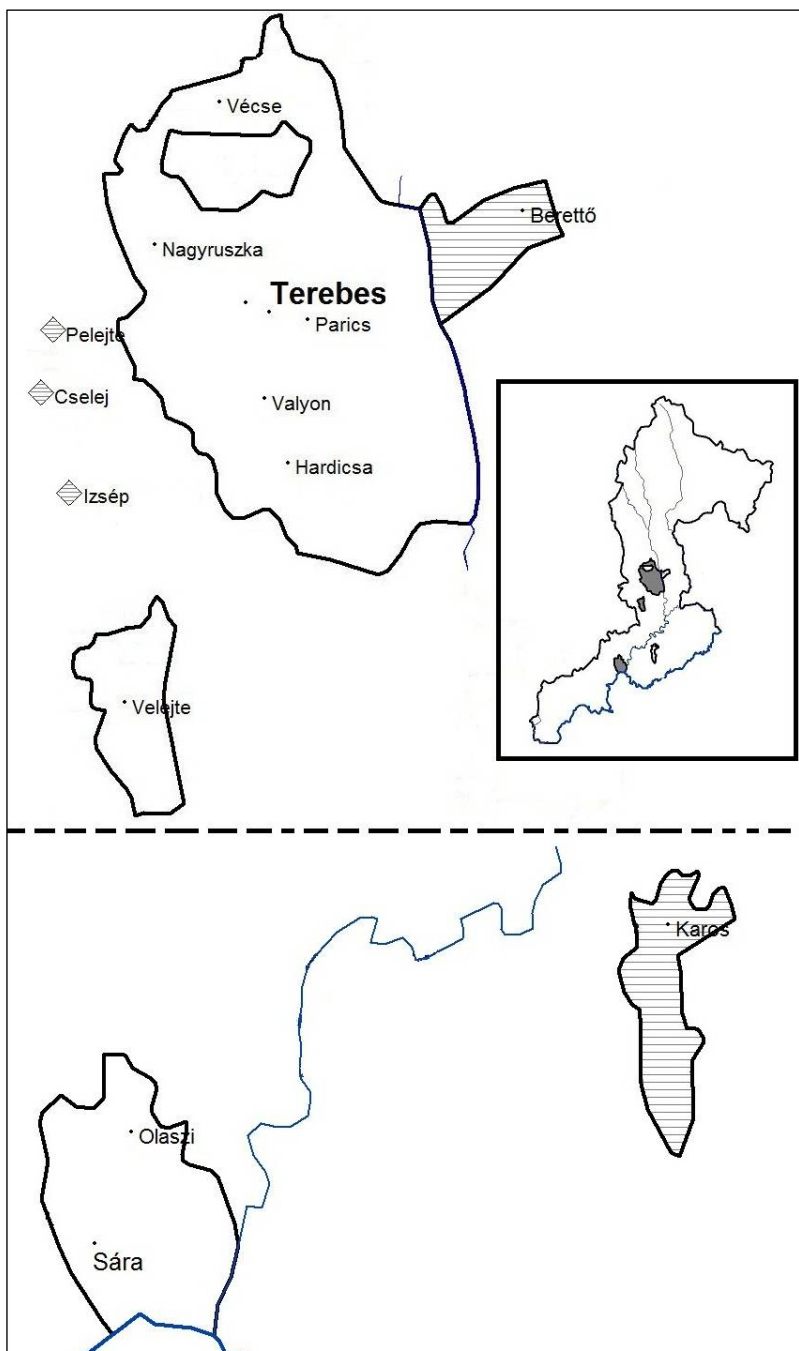 Vécse
Berettő
Nagyruszka
Terebes
Parics
Pelejte
Cselej
Valyon
Hardicsa
Izsép
Velejte
Karos
Olaszi
Sára